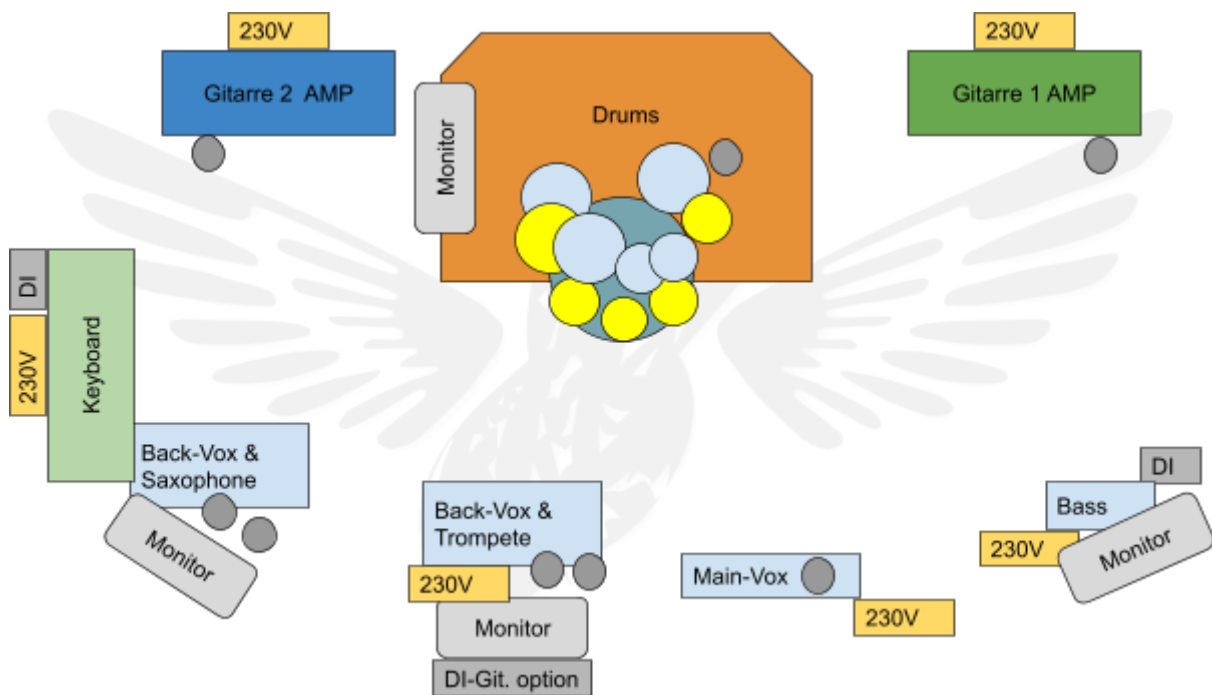 230V
230V
Gitarre 2 AMP
Drums
Gitarre 1 AMP
Monitor
DI
230V
Keyboard
Back-Vox &
Saxophone
Monitor
Back-Vox &
Trompete
230V
Monitor
DI-Git. option
Main-Vox
230V
DI
Bass
230V
Monitor